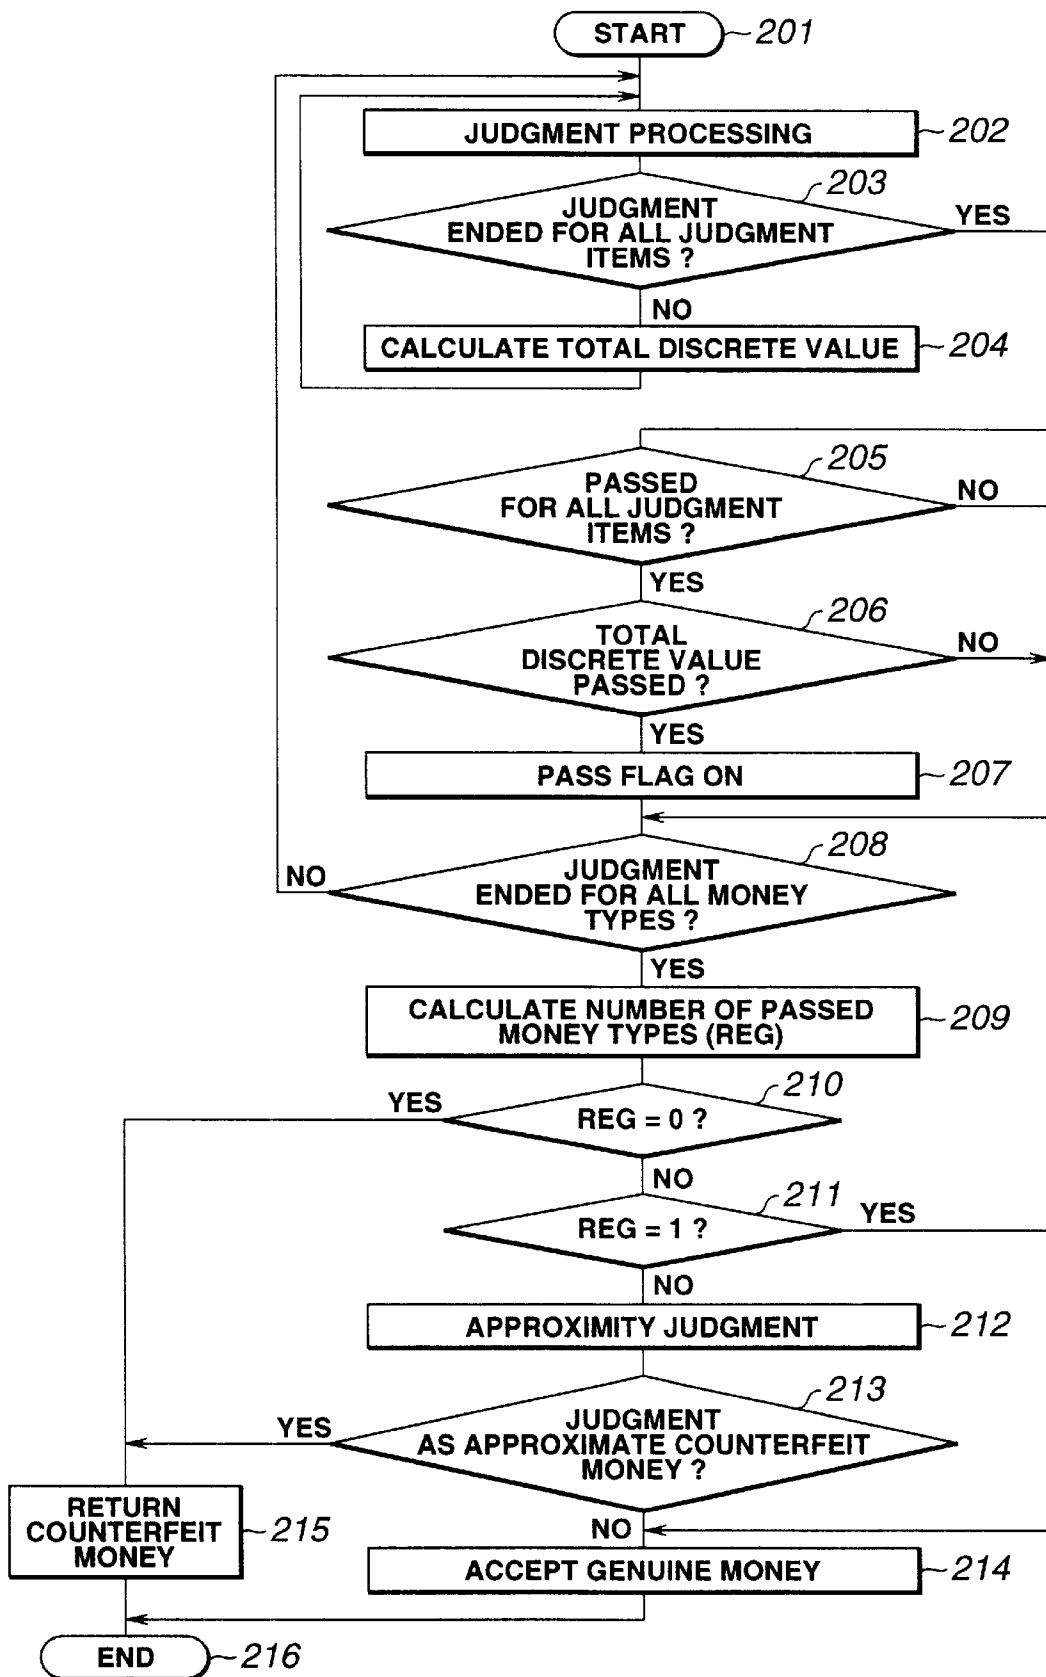 START 201
JUDGMENT PROCESSING 202
203
JUDGMENT
ENDED FOR ALL JUDGMENT
ITEMS ?
YES
NO
CALCULATE TOTAL DISCRETE VALUE 204
205
PASSED
FOR ALL JUDGMENT
ITEMS ?
NO
YES
206
TOTAL
DISCRETE VALUE
PASSED ?
NO
YES
PASS FLAG ON 207
208
JUDGMENT
ENDED FOR ALL MONEY
TYPES ?
NO
YES
CALCULATE NUMBER OF PASSED
MONEY TYPES (REG)
209
210
YES
REG = 0 ?
NO
211
REG = 1 ?
YES
NO
APPROXIMITY JUDGMENT 212
213
JUDGMENT
AS APPROXIMATE COUNTERFEIT
MONEY ?
YES
NO
RETURN
COUNTERFEIT
MONEY
215
ACCEPT GENUINE MONEY 214
END 216